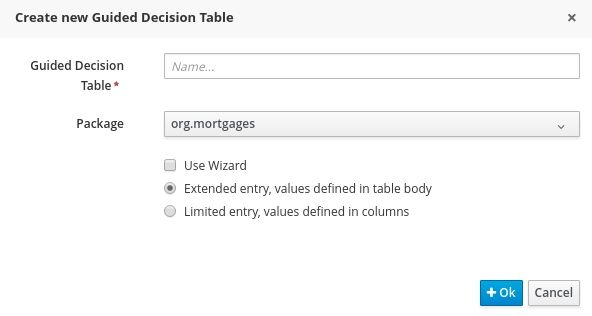 Create new Guided Decision Table ×
Guided Decision Table* Name...
Package org.mortgages
Use Wizard
Extended entry, values defined in table body
Limited entry, values defined in columns
+ Ok Cancel